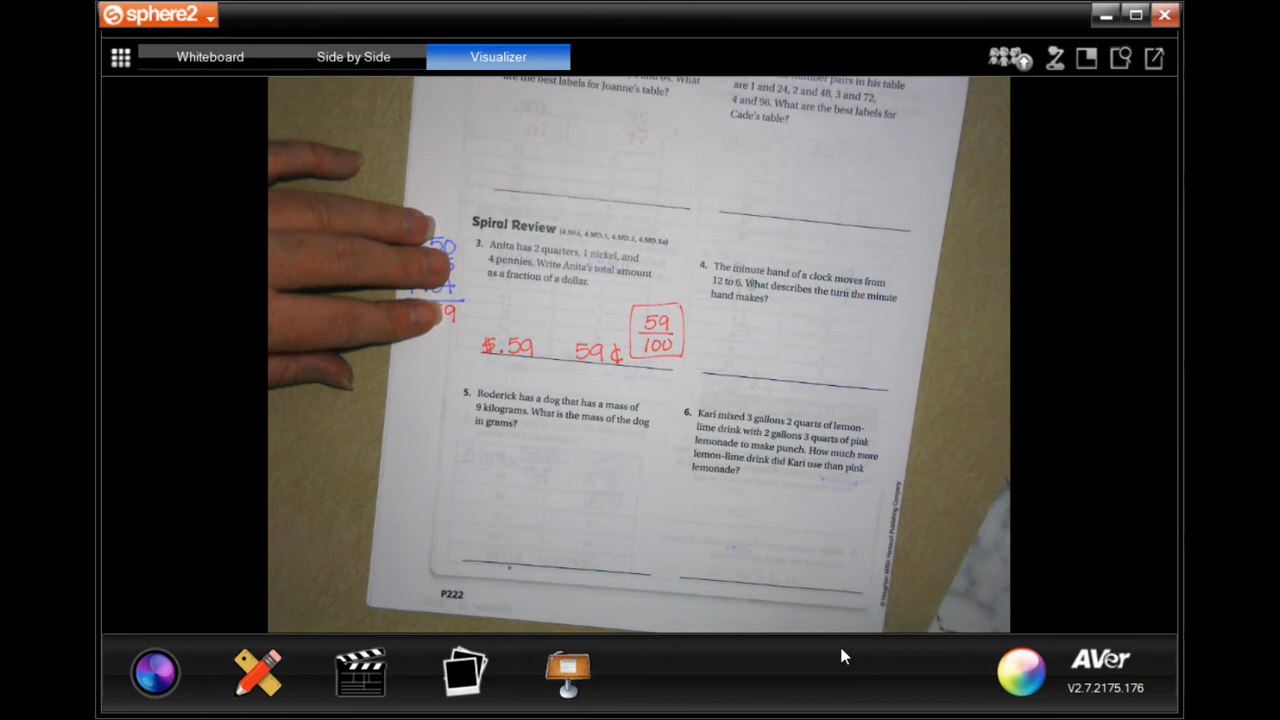 sphere2
Whiteboard
Side by Side
Visualizer
are the best labels for Joanne's table?
are 1 and 24, 2 and 48, 3 and 72,
4 and 96. What are the best labels for
Cade's table?
Spiral Review (4.NF.6, 4.MD.1, 4.MD.2, 4.MD.5a)
3. Anita has 2 quarters, 1 nickel, and
4 pennies. Write Anita's total amount
as a fraction of a dollar.
50
9
$.59 59¢ 59/100
4. The minute hand of a clock moves from
12 to 6. What describes the turn the minute
hand makes?
5. Roderick has a dog that has a mass of
9 kilograms. What is the mass of the dog
in grams?
6. Kari mixed 3 gallons 2 quarts of lemon-
lime drink with 2 gallons 3 quarts of pink
lemonade to make punch. How much more
lemon-lime drink did Kari use than pink
lemonade?
© Houghton Mifflin Harcourt Publishing Company
P222
AVer
V2.7.2175.176